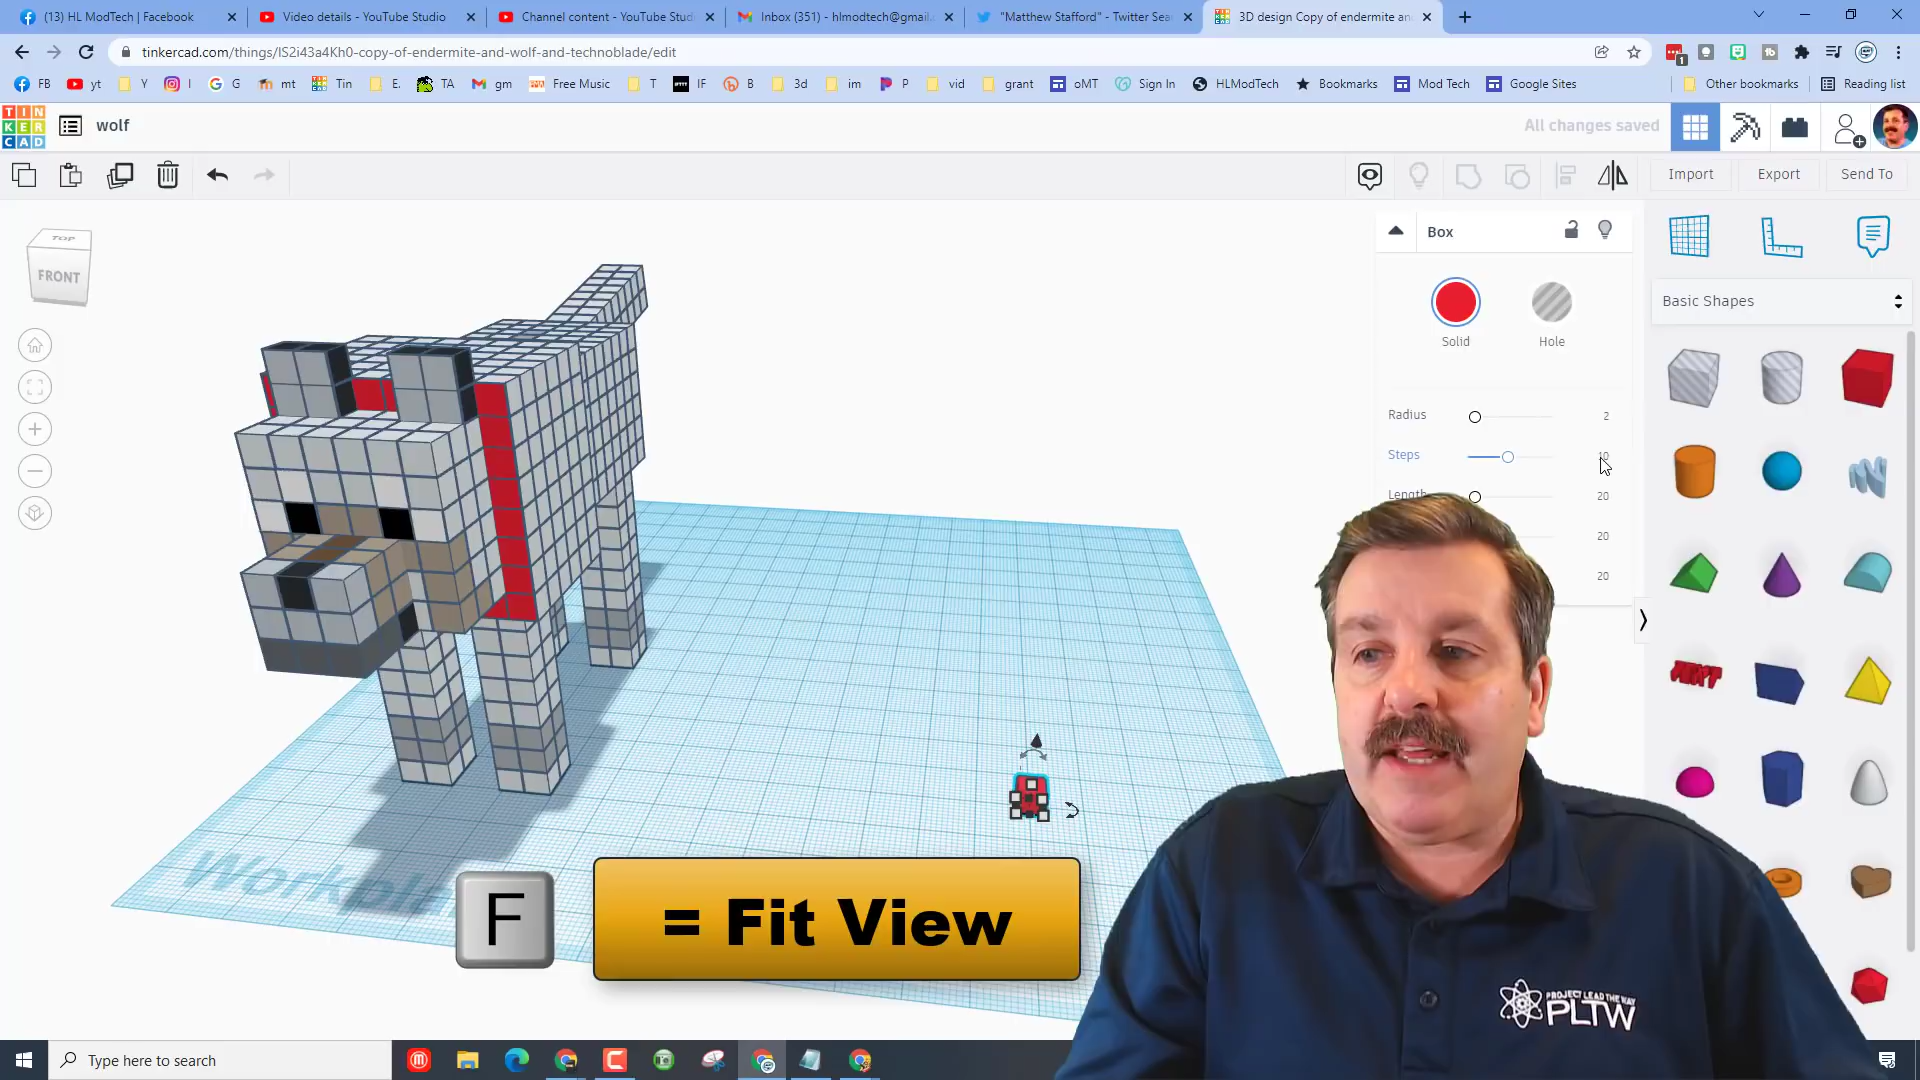 (13) HL ModTech | Facebook
Video details - YouTube Studio
Channel content - YouTube Stud
Inbox (351) - hlmodtech@gmail.
"Matthew Stafford" - Twitter Sea
3D design Copy of endermite an
tinkercad.com/things/lS2i43a4Kh0-copy-of-endermite-and-wolf-and-technoblade/edit
1
FB
yt
Y
I
G
mt
Tin
E.
TA
gm
Free Music
T
IF
B
3d
im
P
vid
grant
oMT
Sign In
HLModTech
Bookmarks
Mod Tech
Google Sites
Other bookmarks
Reading list
TIN
KER
CAD
wolf
All changes saved
Import
Export
Send To
TOP
FRONT
Box
Solid
Hole
Radius
2
Steps
10
Length
20
20
20
Basic Shapes
F
= Fit View
PROJECT LEAD THE WAY
PLTW
Type here to search